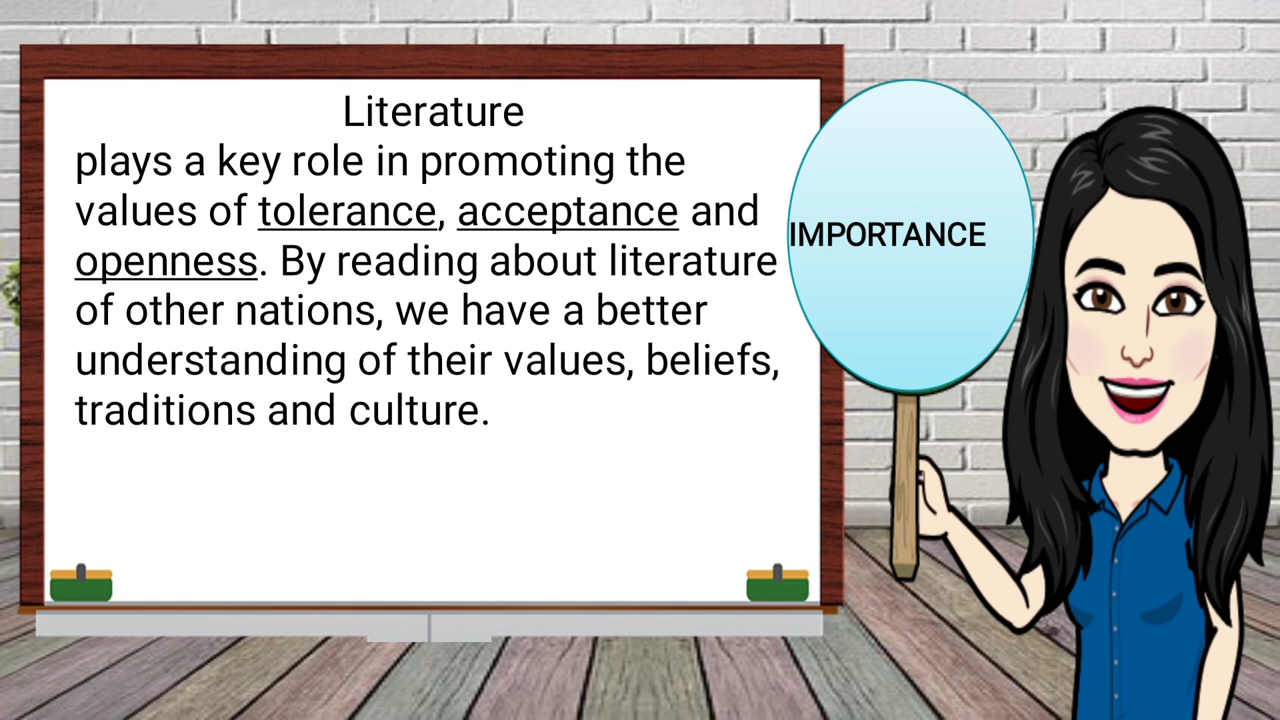 Literature
plays a key role in promoting the
values of tolerance, acceptance and
openness. By reading about literature
of other nations, we have a better
understanding of their values, beliefs,
traditions and culture.
IMPORTANCE